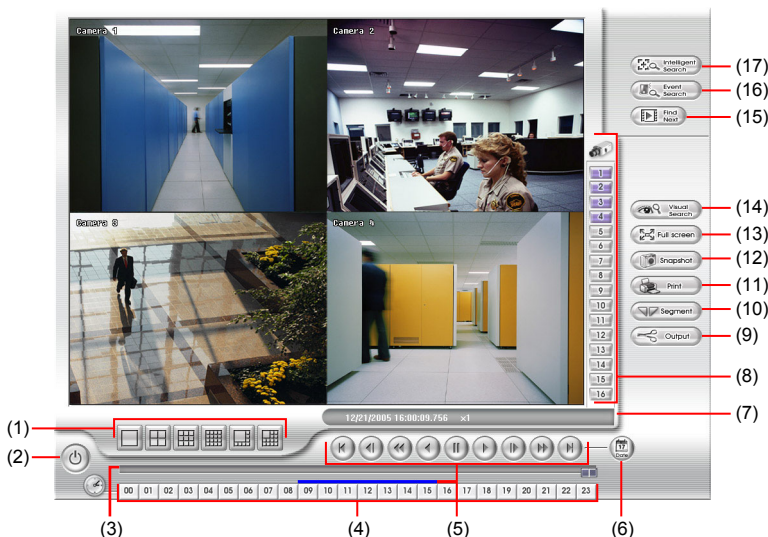 Camera 1
Camera 2
Camera 3
Camera 4
Intelligent Search
(17)
Event Search
(16)
Find Next
(15)
1
2
3
4
5
6
7
8
9
10
11
12
13
14
15
16
Visual Search
(14)
Full screen
(13)
Snapshot
(12)
Print
(11)
Segment
(10)
Output
(9)
(8)
(7)
12/21/2005 16:00:09.756 ×1
(1)
(2)
17
Date
00 01 02 03 04 05 06 07 08 09 10 11 12 13 14 15 16 17 18 19 20 21 22 23
(3)
(4)
(5)
(6)